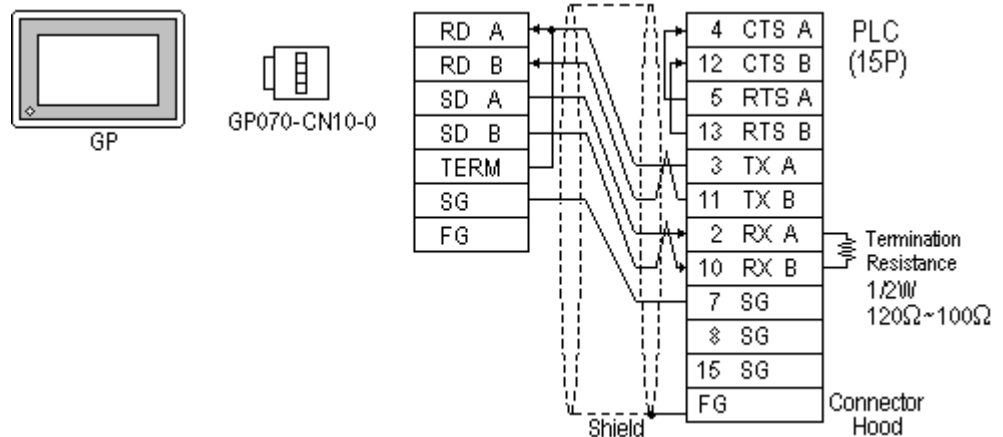 GP
GP070-CN10-0
RD A
RD B
SD A
SD B
TERM
SG
FG
4 CTS A
12 CTS B
5 RTS A
13 RTS B
3 TX A
11 TX B
2 RX A
10 RX B
7 SG
8 SG
15 SG
FG
PLC
(15P)
Termination
Resistance
1/2W
120Ω~100Ω
Connector
Hood
Shield